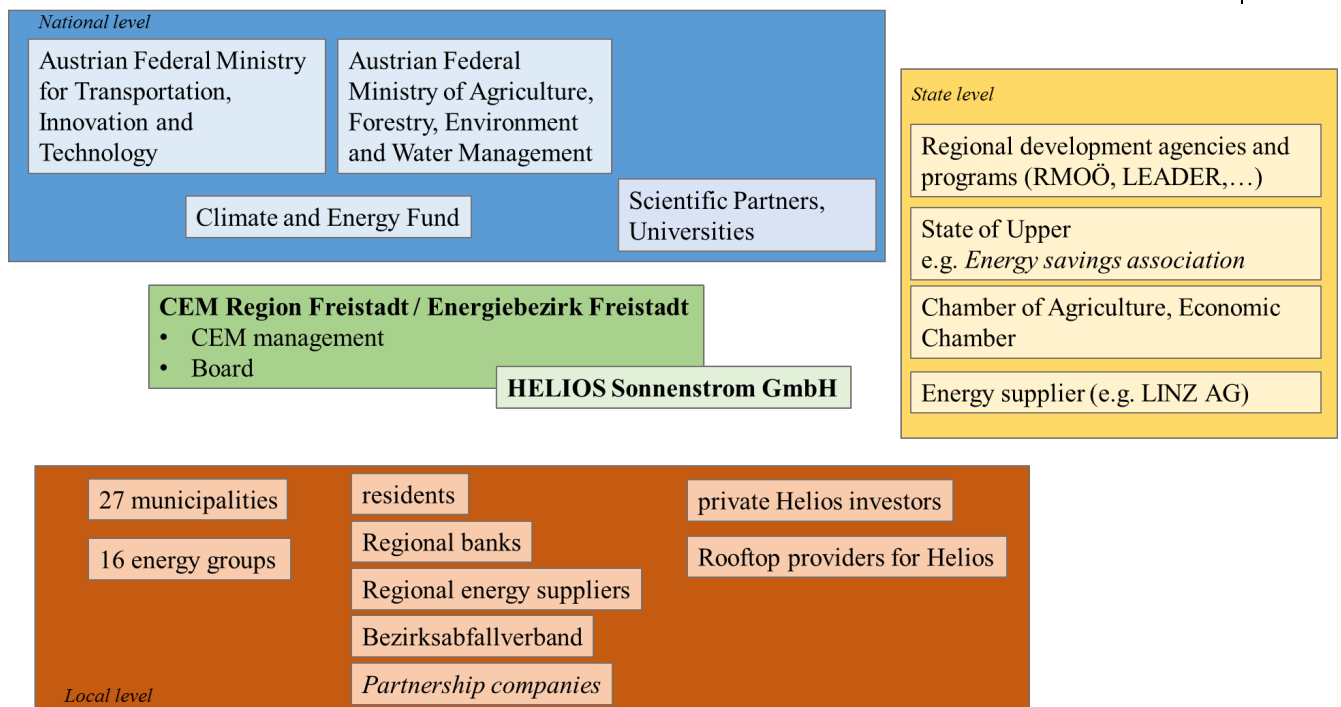 National level
Austrian Federal Ministry
for Transportation,
Innovation and
Technology
Austrian Federal
Ministry of Agriculture,
Forestry, Environment
and Water Management
Climate and Energy Fund
Scientific Partners,
Universities
State level
Regional development agencies and
programs (RMOÖ, LEADER,…)
State of Upper
e.g. Energy savings association
Chamber of Agriculture, Economic
Chamber
Energy supplier (e.g. LINZ AG)
CEM Region Freistadt / Energiebezirk Freistadt
• CEM management
• Board
HELIOS Sonnenstrom GmbH
27 municipalities
16 energy groups
residents
Regional banks
Regional energy suppliers
Bezirksabfallverband
Partnership companies
private Helios investors
Rooftop providers for Helios
Local level